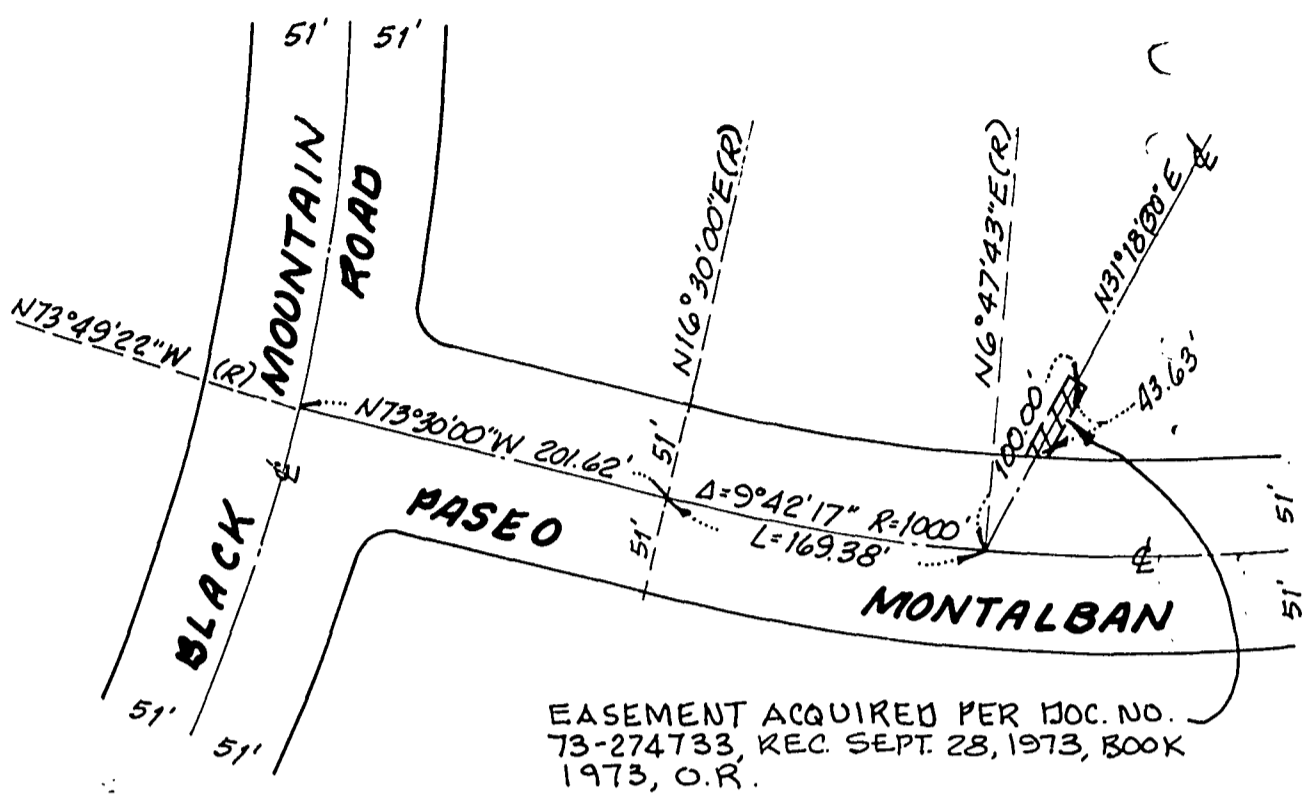 51' 51'
BLACK MOUNTAIN
ROAD
N73°49'22"W (R)
N16°30'00"E(R)
N6°47'43"E(R)
N31°18'30"E ℄
N73°30'00"W 201.62'
℄
51'
51'
Δ=9°42'17" R=1000'
L=169.38'
100.00'
43.63'
PASEO
MONTALBAN
℄
51'
51'
51'
51'
EASEMENT ACQUIRED PER DOC. NO.
73-274733, REC. SEPT. 28, 1973, BOOK
1973, O.R.